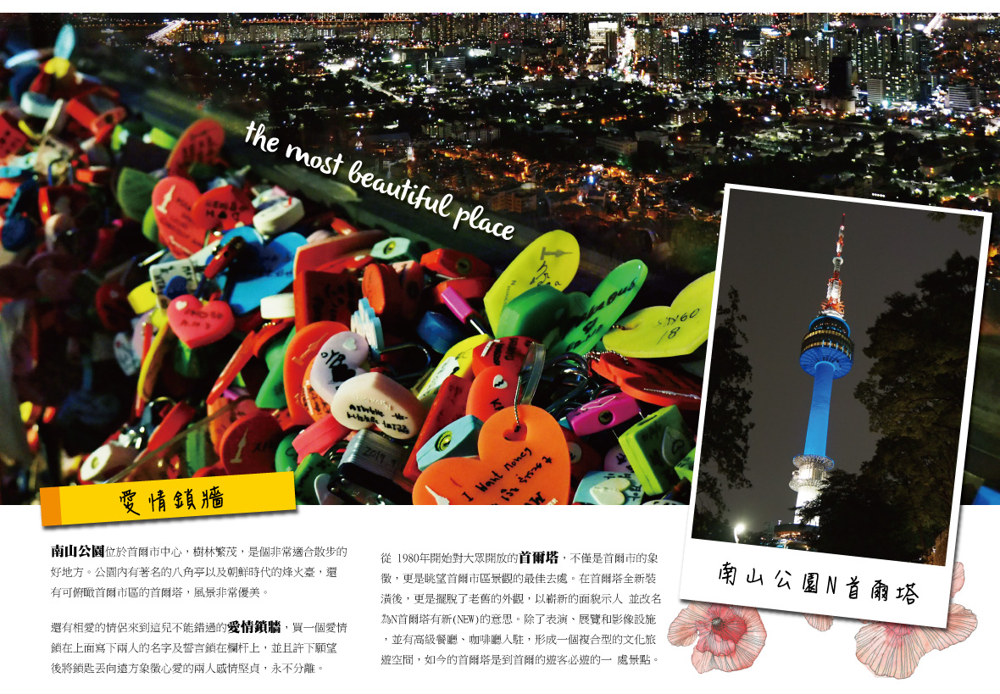 the most beautiful place
I Want Money
愛情鎖牆
南山公園位於首爾市中心，樹林繁茂，是個非常適合散步的
好地方。公園內有著名的八角亭以及朝鮮時代的烽火臺，還
有可俯瞰首爾市區的首爾塔，風景非常優美。
還有相愛的情侶來到這兒不能錯過的愛情鎖牆，買一個愛情
鎖在上面寫下兩人的名字及誓言鎖在欄杆上，並且許下願望
後將鎖匙丟向遠方象徵心愛的兩人感情堅貞，永不分離。
從 1980年開始對大眾開放的首爾塔，不僅是首爾市的象
徵，更是眺望首爾市區景觀的最佳去處。在首爾塔全新裝
潢後，更是擺脫了老舊的外觀，以嶄新的面貌示人 並改名
為N首爾塔有新(NEW)的意思。除了表演、展覽和影像設施
，並有高級餐廳、咖啡廳入駐，形成一個複合型的文化旅
遊空間，如今的首爾塔是到首爾的遊客必遊的一 處景點。
南山公園N首爾塔